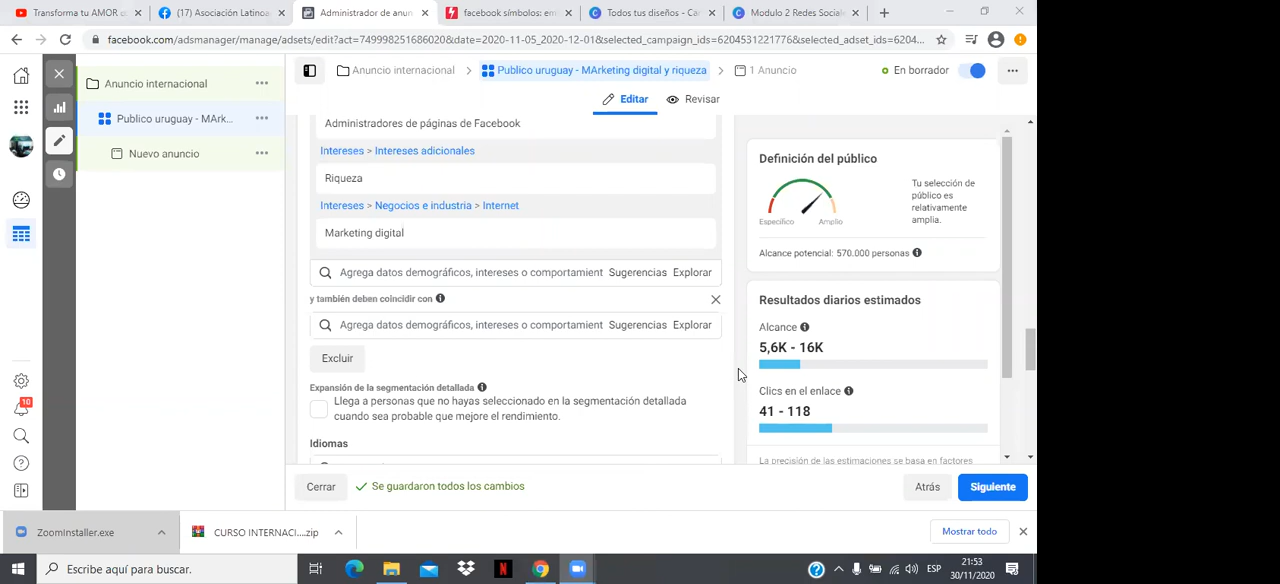 Transforma tu AMOR d
(17) Asociación Latinoa
Administrador de anun
facebook símbolos: em
Todos tus diseños - Ca
Modulo 2 Redes Sociale
facebook.com/adsmanager/manage/adsets/edit?act=749998251686020&date=2020-11-05_2020-12-01&selected_campaign_ids=6204531221776&selected_adset_ids=6204...
Anuncio internacional
Publico uruguay - MArk...
Nuevo anuncio
10
Anuncio internacional > Publico uruguay - MArketing digital y riqueza > 1 Anuncio
En borrador
Editar
Revisar
Administradores de páginas de Facebook
Intereses > Intereses adicionales
Riqueza
Intereses > Negocios e industria > Internet
Marketing digital
Agrega datos demográficos, intereses o comportamient Sugerencias Explorar
y también deben coincidir con
Agrega datos demográficos, intereses o comportamient Sugerencias Explorar
Excluir
Expansión de la segmentación detallada
Llega a personas que no hayas seleccionado en la segmentación detallada
cuando sea probable que mejore el rendimiento.
Idiomas
Definición del público
Específico
Amplio
Tu selección de
público es
relativamente
amplia.
Alcance potencial: 570.000 personas
Resultados diarios estimados
Alcance
5,6K - 16K
Clics en el enlace
41 - 118
La precisión de las estimaciones se basa en factores
Cerrar
Se guardaron todos los cambios
Atrás
Siguiente
ZoomInstaller.exe
CURSO INTERNACI....zip
Mostrar todo
Escribe aquí para buscar.
ESP
21:53
30/11/2020